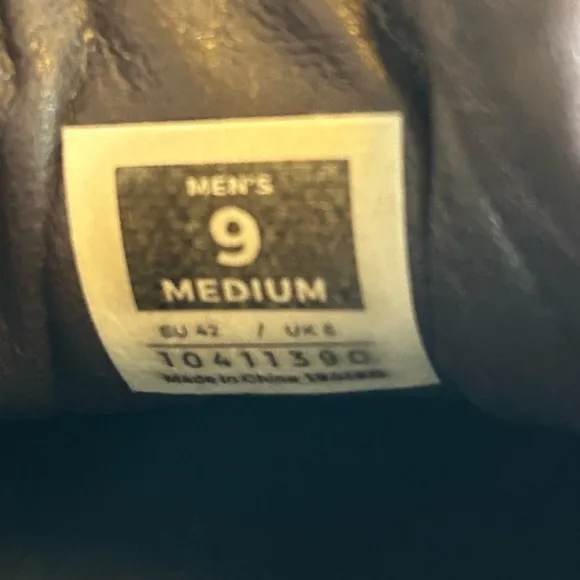 MEN'S
9
MEDIUM
EU 42 / UK 8
10411390
Made in China